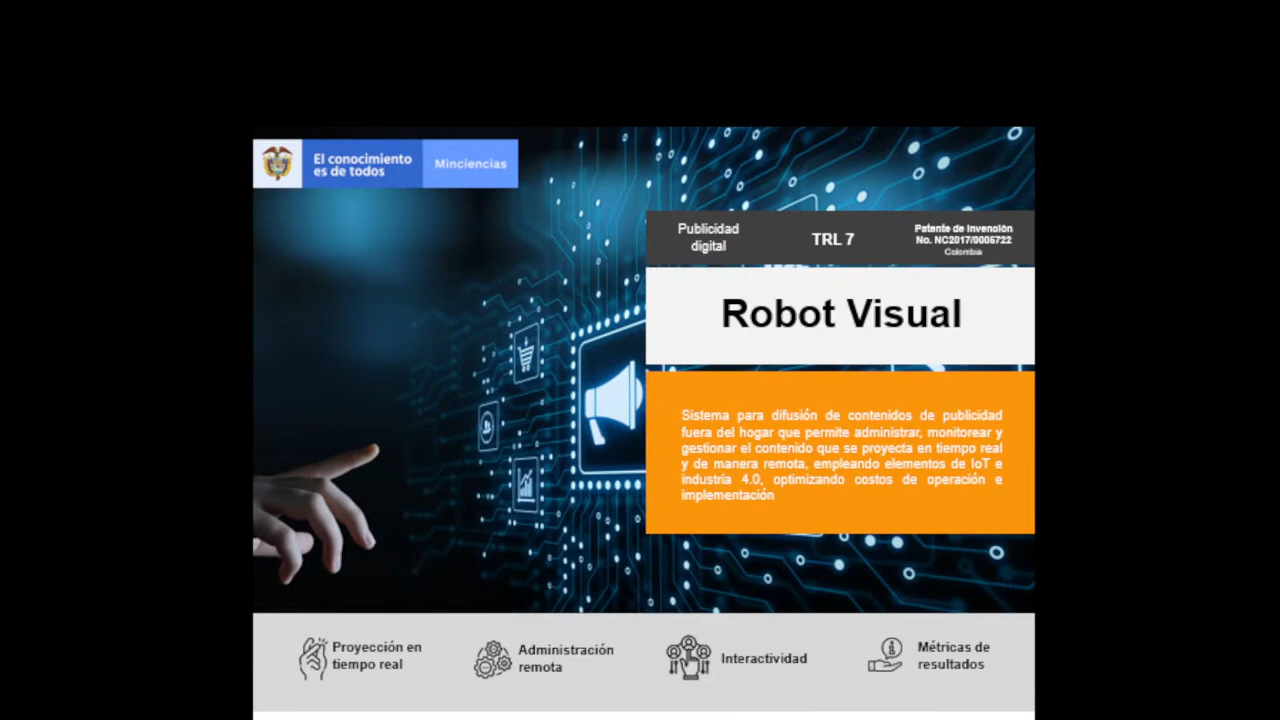 El conocimiento
es de todos
Minciencias
Publicidad
digital
TRL 7
Patente de Invención
No. NC2017/0005722
Colombia
Robot Visual
Sistema para difusión de contenidos de publicidad
fuera del hogar que permite administrar, monitorear y
gestionar el contenido que se proyecta en tiempo real
y de manera remota, empleando elementos de IoT e
industria 4.0, optimizando costos de operación e
implementación
Proyección en
tiempo real
Administración
remota
Interactividad
Métricas de
resultados